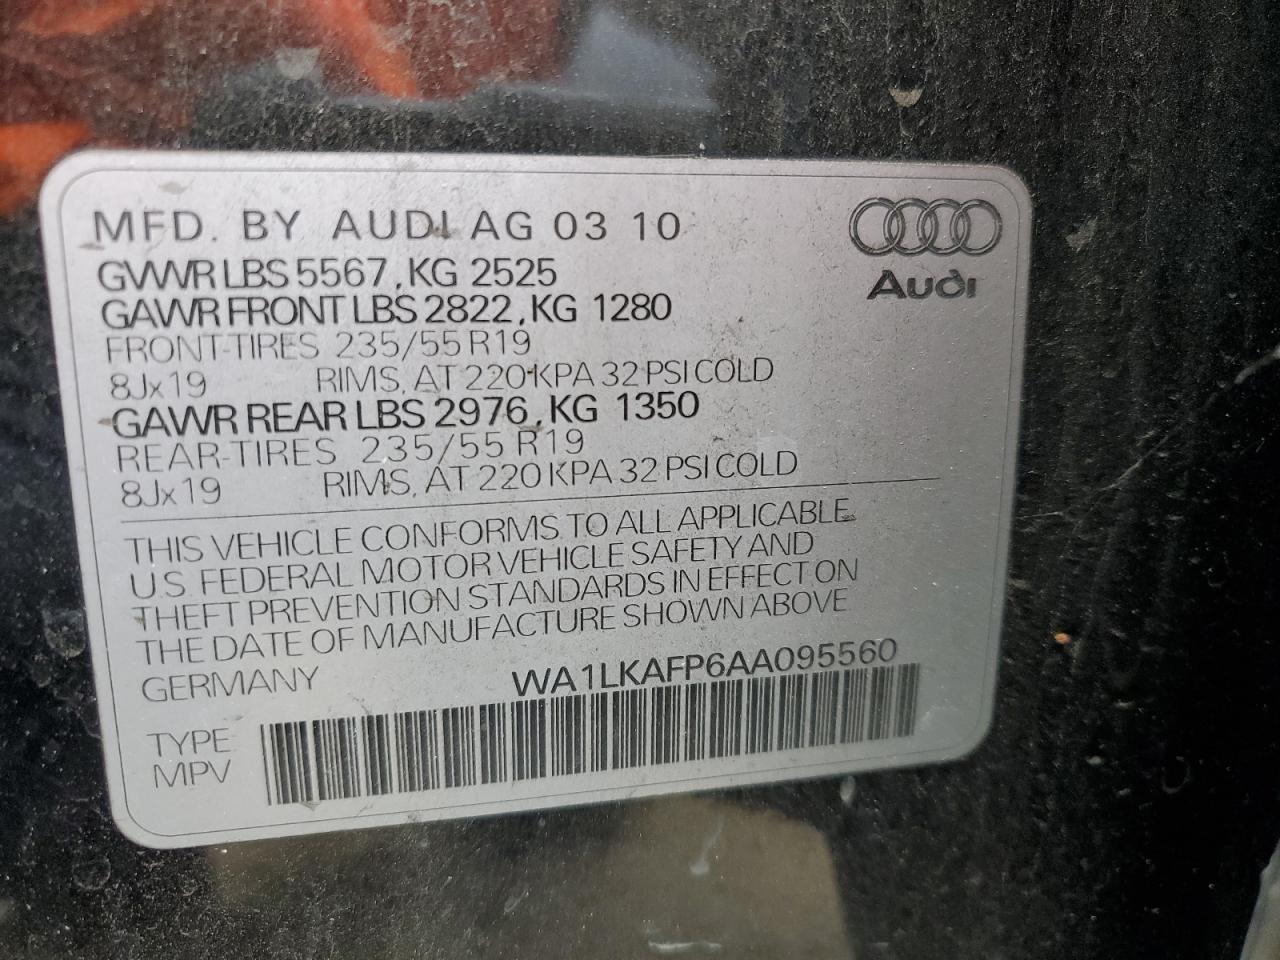 MFD. BY AUDI AG 03 10
Audi
GVWR LBS 5567, KG 2525
GAWR FRONT LBS 2822, KG 1280
FRONT-TIRES 235/55 R19
8Jx19 RIMS, AT 220 KPA 32 PSI COLD
GAWR REAR LBS 2976, KG 1350
REAR-TIRES 235/55 R19
8Jx19 RIMS, AT 220 KPA 32 PSI COLD
THIS VEHICLE CONFORMS TO ALL APPLICABLE
U.S. FEDERAL MOTOR VEHICLE SAFETY AND
THEFT PREVENTION STANDARDS IN EFFECT ON
THE DATE OF MANUFACTURE SHOWN ABOVE
GERMANY WA1LKAFP6AA095560
TYPE
MPV